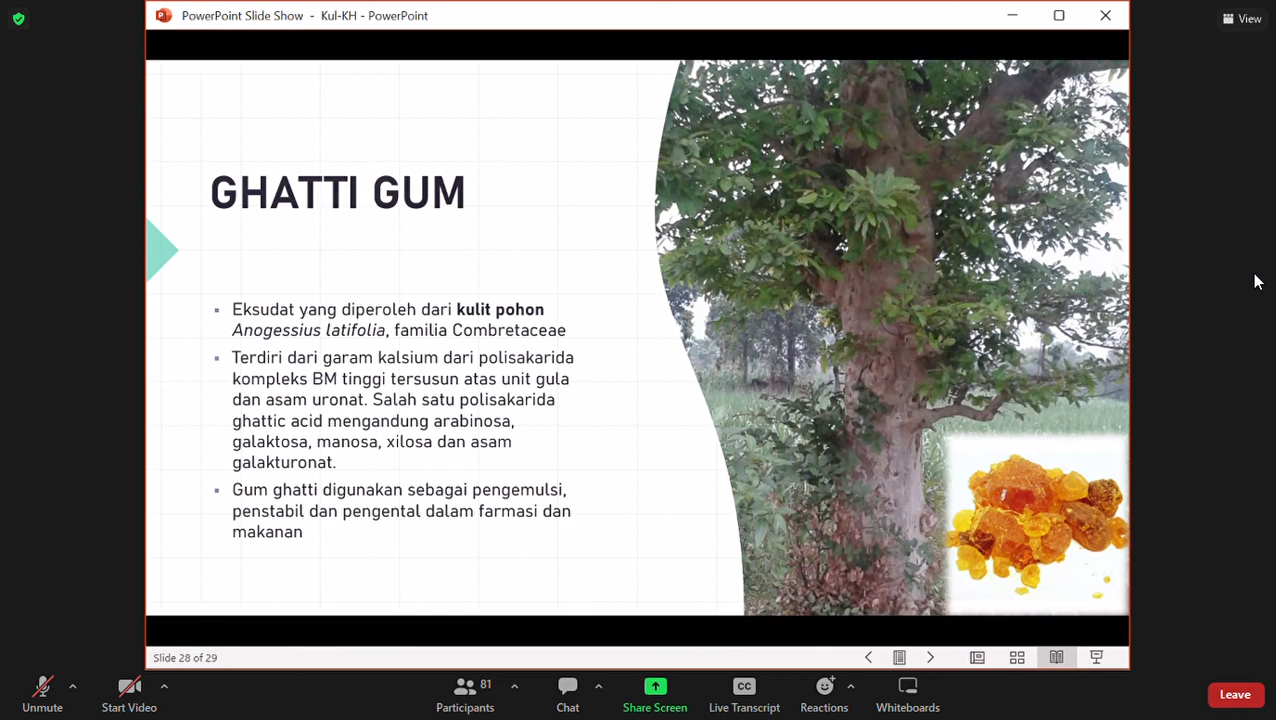 PowerPoint Slide Show - Kul-KH - PowerPoint
View
GHATTI GUM
▪ Eksudat yang diperoleh dari kulit pohon
Anogessius latifolia, familia Combretaceae
▪ Terdiri dari garam kalsium dari polisakarida
kompleks BM tinggi tersusun atas unit gula
dan asam uronat. Salah satu polisakarida
ghattic acid mengandung arabinosa,
galaktosa, manosa, xilosa dan asam
galakturonat.
▪ Gum ghatti digunakan sebagai pengemulsi,
penstabil dan pengental dalam farmasi dan
makanan
Slide 28 of 29
81
CC
Unmute
Start Video
Participants
Chat
Share Screen
Live Transcript
Reactions
Whiteboards
Leave